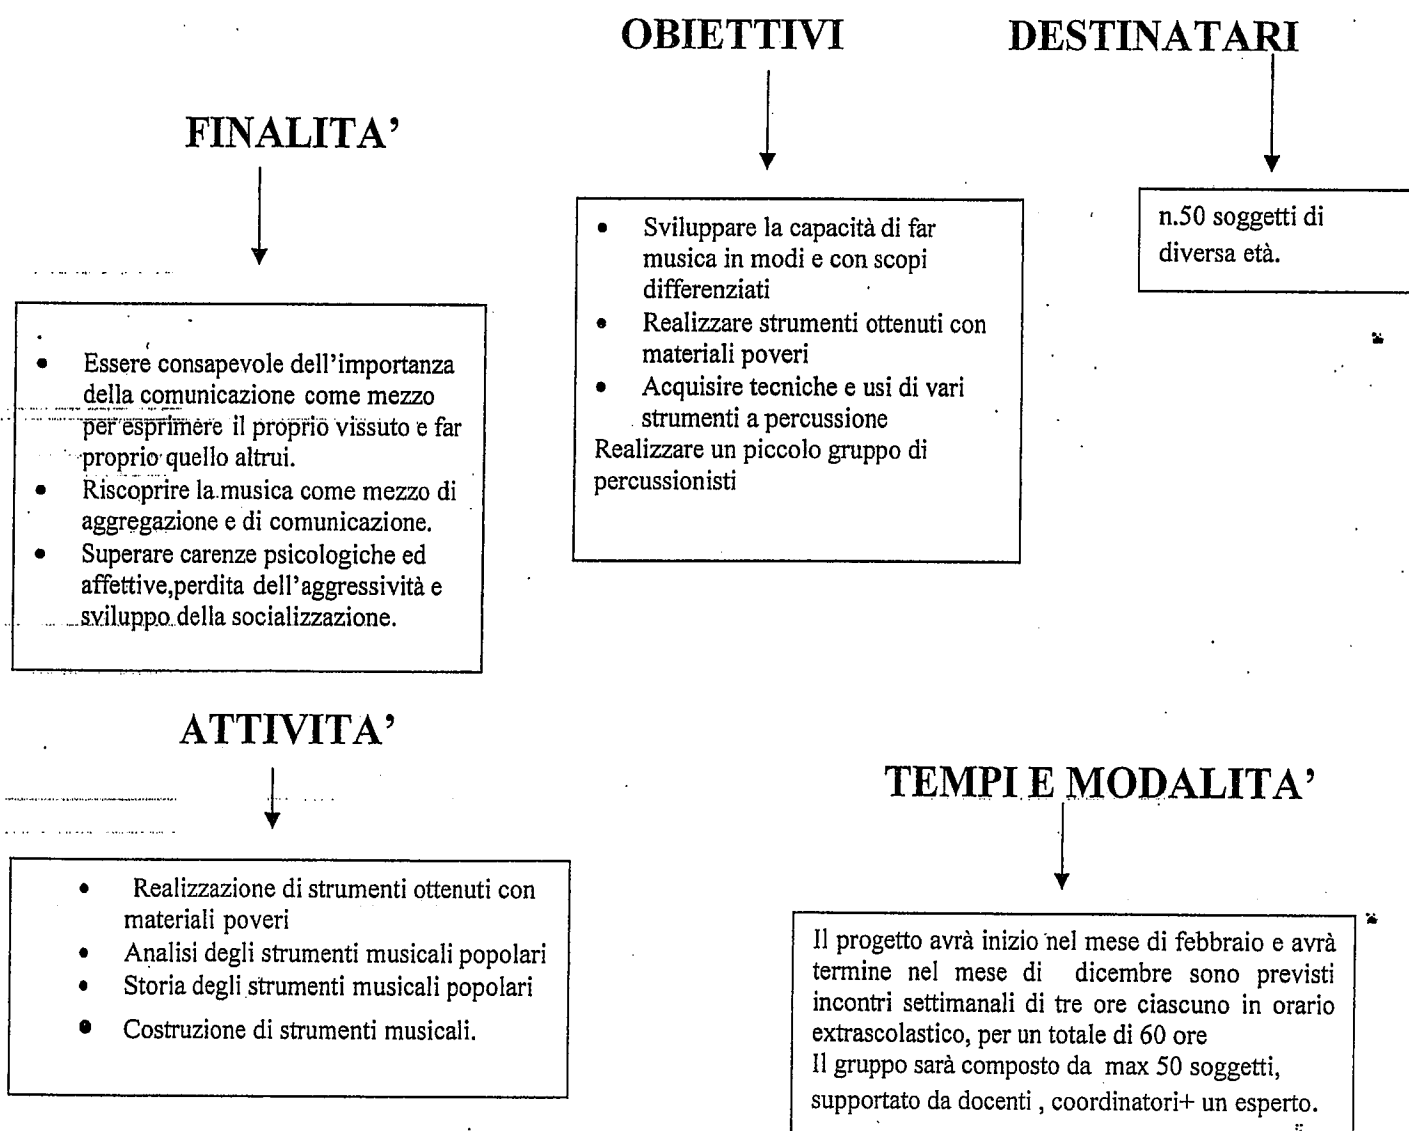 OBIETTIVI
DESTINATARI
FINALITA’
n.50 soggetti di
diversa età.
• Sviluppare la capacità di far
musica in modi e con scopi
differenziati
• Realizzare strumenti ottenuti con
materiali poveri
• Acquisire tecniche e usi di vari
strumenti a percussione
Realizzare un piccolo gruppo di
percussionisti
• Essere consapevole dell’importanza
della comunicazione come mezzo
per esprimere il proprio vissuto e far
proprio quello altrui.
• Riscoprire la musica come mezzo di
aggregazione e di comunicazione.
• Superare carenze psicologiche ed
affettive,perdita dell’aggressività e
sviluppo della socializzazione.
ATTIVITA’
TEMPI E MODALITA’
• Realizzazione di strumenti ottenuti con
materiali poveri
• Analisi degli strumenti musicali popolari
• Storia degli strumenti musicali popolari
• Costruzione di strumenti musicali.
Il progetto avrà inizio nel mese di febbraio e avrà
termine nel mese di dicembre sono previsti
incontri settimanali di tre ore ciascuno in orario
extrascolastico, per un totale di 60 ore
Il gruppo sarà composto da max 50 soggetti,
supportato da docenti , coordinatori+ un esperto.